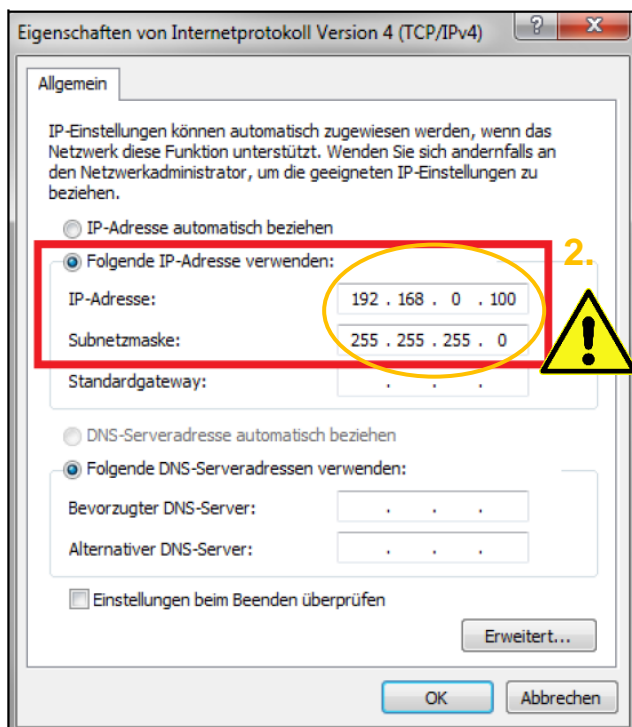 Eigenschaften von Internetprotokoll Version 4 (TCP/IPv4)
?
X
Allgemein
IP-Einstellungen können automatisch zugewiesen werden, wenn das
Netzwerk diese Funktion unterstützt. Wenden Sie sich andernfalls an
den Netzwerkadministrator, um die geeigneten IP-Einstellungen zu
beziehen.
IP-Adresse automatisch beziehen
Folgende IP-Adresse verwenden:
2.
IP-Adresse: 192 . 168 . 0 . 100
Subnetzmaske: 255 . 255 . 255 . 0
!
Standardgateway: . . .
DNS-Serveradresse automatisch beziehen
Folgende DNS-Serveradressen verwenden:
Bevorzugter DNS-Server: . . .
Alternativer DNS-Server: . . .
Einstellungen beim Beenden überprüfen
Erweitert...
OK Abbrechen